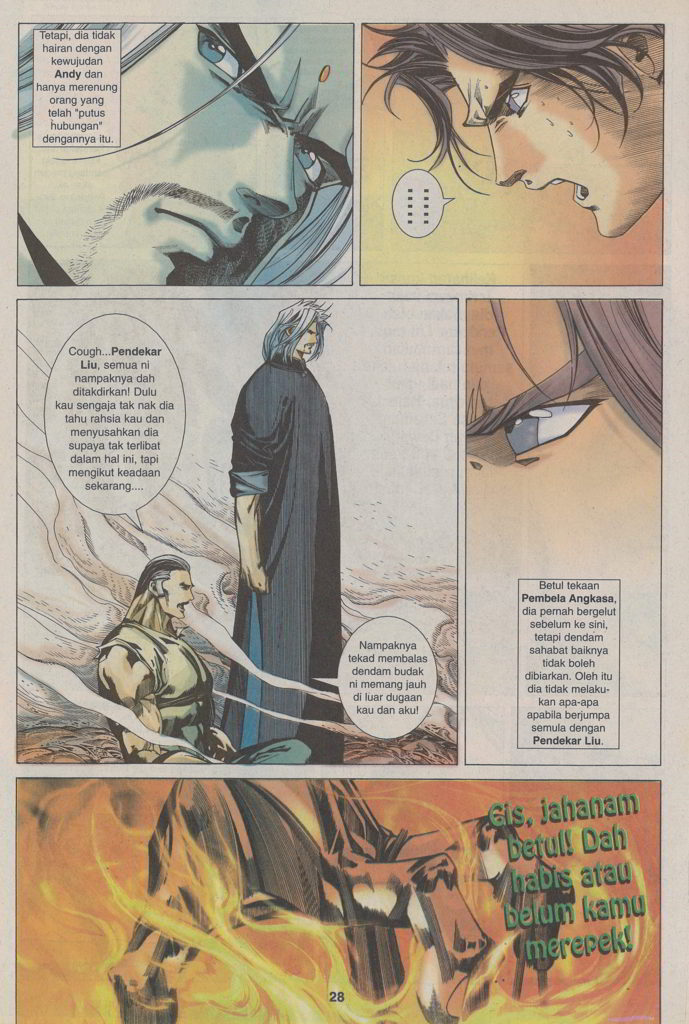 Tetapi, dia tidak
hairan dengan
kewujudan
Andy dan
hanya merenung
orang yang
telah "putus
hubungan"
dengannya itu.
Cough...Pendekar
Liu, semua ni
nampaknya dah
ditakdirkan! Dulu
kau sengaja tak nak dia
tahu rahsia kau dan
menyusahkan dia
supaya tak terlibat
dalam hal ini, tapi
mengikut keadaan
sekarang....
Nampaknya
tekad membalas
dendam budak
ni memang jauh
di luar dugaan
kau dan aku!
Betul tekaan
Pembela Angkasa,
dia pernah bergelut
sebelum ke sini,
tetapi dendam
sahabat baiknya
tidak boleh
dibiarkan. Oleh itu
dia tidak melaku-
kan apa-apa
apabila berjumpa
semula dengan
Pendekar Liu.
Eis, jahanam
betul! Dah
habis atau
belum kamu
merepek!
28